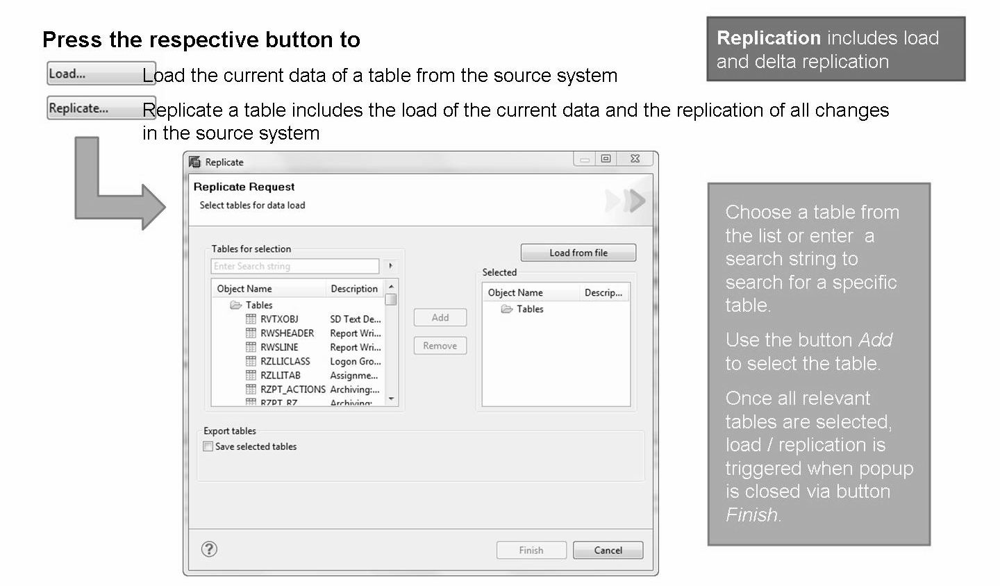 Press the respective button to
Replication includes load
and delta replication
Load...
Load the current data of a table from the source system
Replicate...
Replicate a table includes the load of the current data and the replication of all changes
in the source system
Replicate
Replicate Request
Select tables for data load
Tables for selection
Enter Search string
Object Name Description
Tables
RVTXOBJ SD Text De...
RWSHEADER Report Wri...
RWSLINE Report Wri...
RZLLICLASS Logon Gro...
RZLLITAB Assignme...
RZPT_ACTIONS Archiving:...
RZPT_RZ Archiving:
Add
Remove
Load from file
Selected
Object Name Descrip...
Tables
Export tables
Save selected tables
?
Finish
Cancel
Choose a table from
the list or enter a
search string to
search for a specific
table.
Use the button Add
to select the table.
Once all relevant
tables are selected,
load / replication is
triggered when popup
is closed via button
Finish.